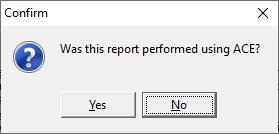 Confirm
Was this report performed using ACE?
Yes
No